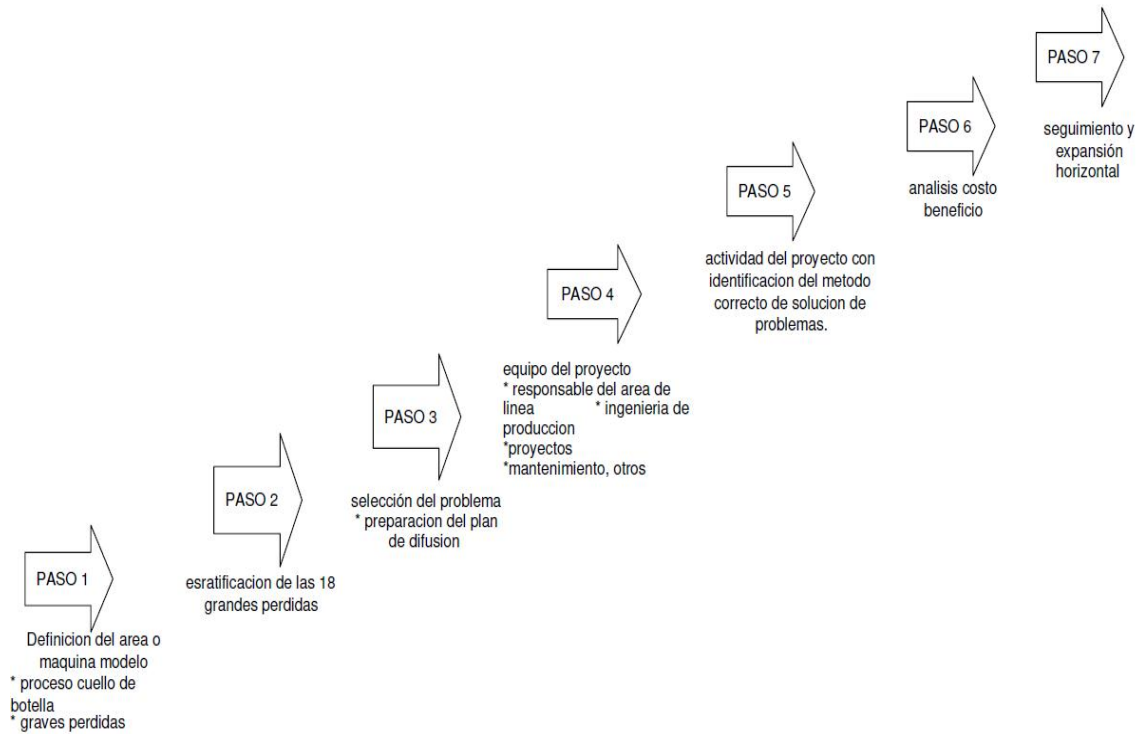 PASO 1
Definicion del area o
maquina modelo
* proceso cuello de
botella
* graves perdidas
PASO 2
esratificacion de las 18
grandes perdidas
PASO 3
selección del problema
* preparacion del plan
de difusion
PASO 4
equipo del proyecto
* responsable del area de
linea * ingenieria de
produccion
*proyectos
*mantenimiento, otros
PASO 5
actividad del proyecto con
identificacion del metodo
correcto de solucion de
problemas.
PASO 6
analisis costo
beneficio
PASO 7
seguimiento y
expansión
horizontal